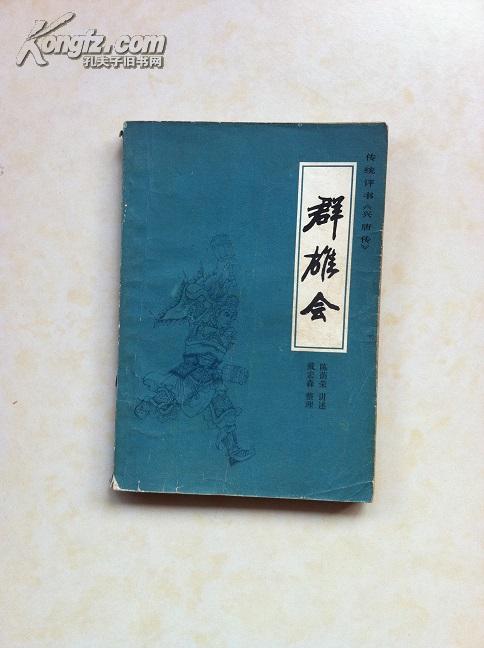 Kongfz.com
孔夫子旧书网
传统评书《兴唐传》
群雄会
陈荫荣 讲述
戴宏森 整理